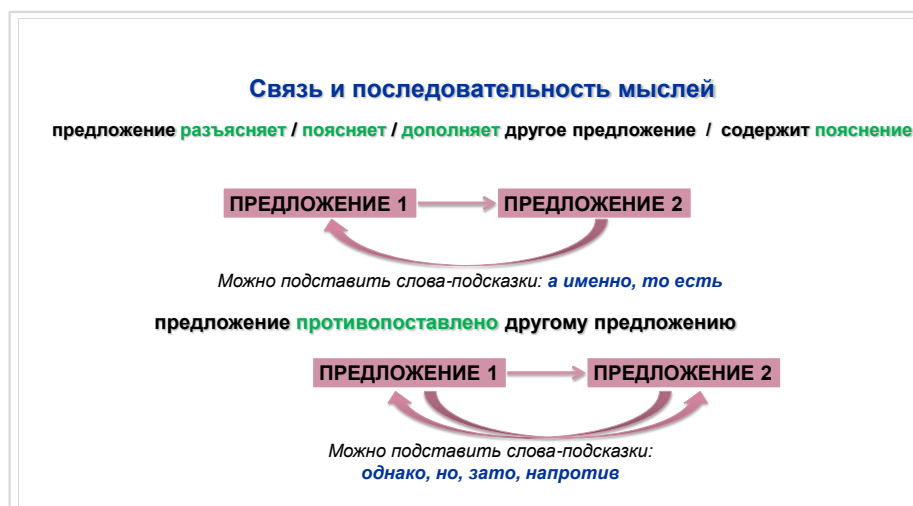 Связь и последовательность мыслей
предложение разъясняет / поясняет / дополняет другое предложение / содержит пояснение
ПРЕДЛОЖЕНИЕ 1 ПРЕДЛОЖЕНИЕ 2
Можно подставить слова-подсказки: а именно, то есть
предложение противопоставлено другому предложению
ПРЕДЛОЖЕНИЕ 1 ПРЕДЛОЖЕНИЕ 2
Можно подставить слова-подсказки:
однако, но, зато, напротив